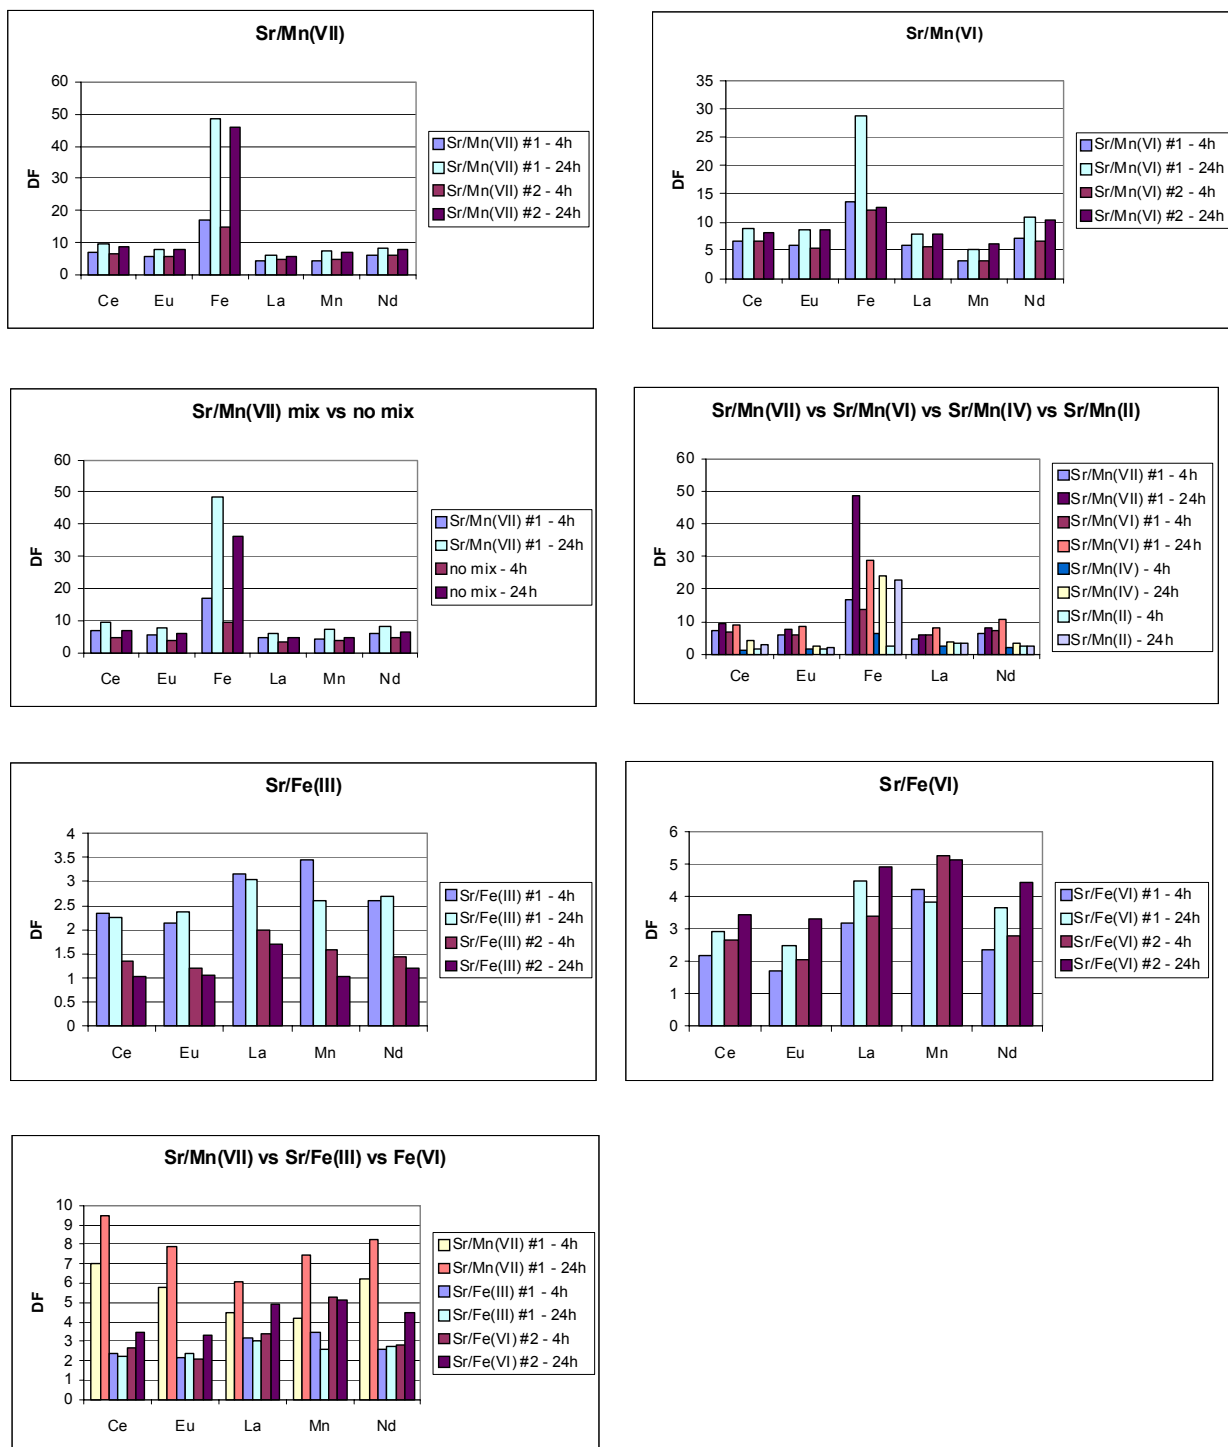 Sr/Mn(VII)
60
50
40
30
20
10
0
DF
Ce Eu Fe La Mn Nd
Sr/Mn(VII) #1 - 4h
Sr/Mn(VII) #1 - 24h
Sr/Mn(VII) #2 - 4h
Sr/Mn(VII) #2 - 24h
Sr/Mn(VI)
35
30
25
20
15
10
5
0
DF
Ce Eu Fe La Mn Nd
Sr/Mn(VI) #1 - 4h
Sr/Mn(VI) #1 - 24h
Sr/Mn(VI) #2 - 4h
Sr/Mn(VI) #2 - 24h
Sr/Mn(VII) mix vs no mix
60
50
40
30
20
10
0
DF
Ce Eu Fe La Mn Nd
Sr/Mn(VII) #1 - 4h
Sr/Mn(VII) #1 - 24h
no mix - 4h
no mix - 24h
Sr/Mn(VII) vs Sr/Mn(VI) vs Sr/Mn(IV) vs Sr/Mn(II)
60
50
40
30
20
10
0
DF
Ce Eu Fe La Nd
Sr/Mn(VII) #1 - 4h
Sr/Mn(VII) #1 - 24h
Sr/Mn(VI) #1 - 4h
Sr/Mn(VI) #1 - 24h
Sr/Mn(IV) - 4h
Sr/Mn(IV) - 24h
Sr/Mn(II) - 4h
Sr/Mn(II) - 24h
Sr/Fe(III)
4
3.5
3
2.5
2
1.5
1
0.5
0
DF
Ce Eu La Mn Nd
Sr/Fe(III) #1 - 4h
Sr/Fe(III) #1 - 24h
Sr/Fe(III) #2 - 4h
Sr/Fe(III) #2 - 24h
Sr/Fe(VI)
6
5
4
3
2
1
0
DF
Ce Eu La Mn Nd
Sr/Fe(VI) #1 - 4h
Sr/Fe(VI) #1 - 24h
Sr/Fe(VI) #2 - 4h
Sr/Fe(VI) #2 - 24h
Sr/Mn(VII) vs Sr/Fe(III) vs Fe(VI)
10
9
8
7
6
5
4
3
2
1
0
DF
Ce Eu La Mn Nd
Sr/Mn(VII) #1 - 4h
Sr/Mn(VII) #1 - 24h
Sr/Fe(III) #1 - 4h
Sr/Fe(III) #1 - 24h
Sr/Fe(VI) #2 - 4h
Sr/Fe(VI) #2 - 24h